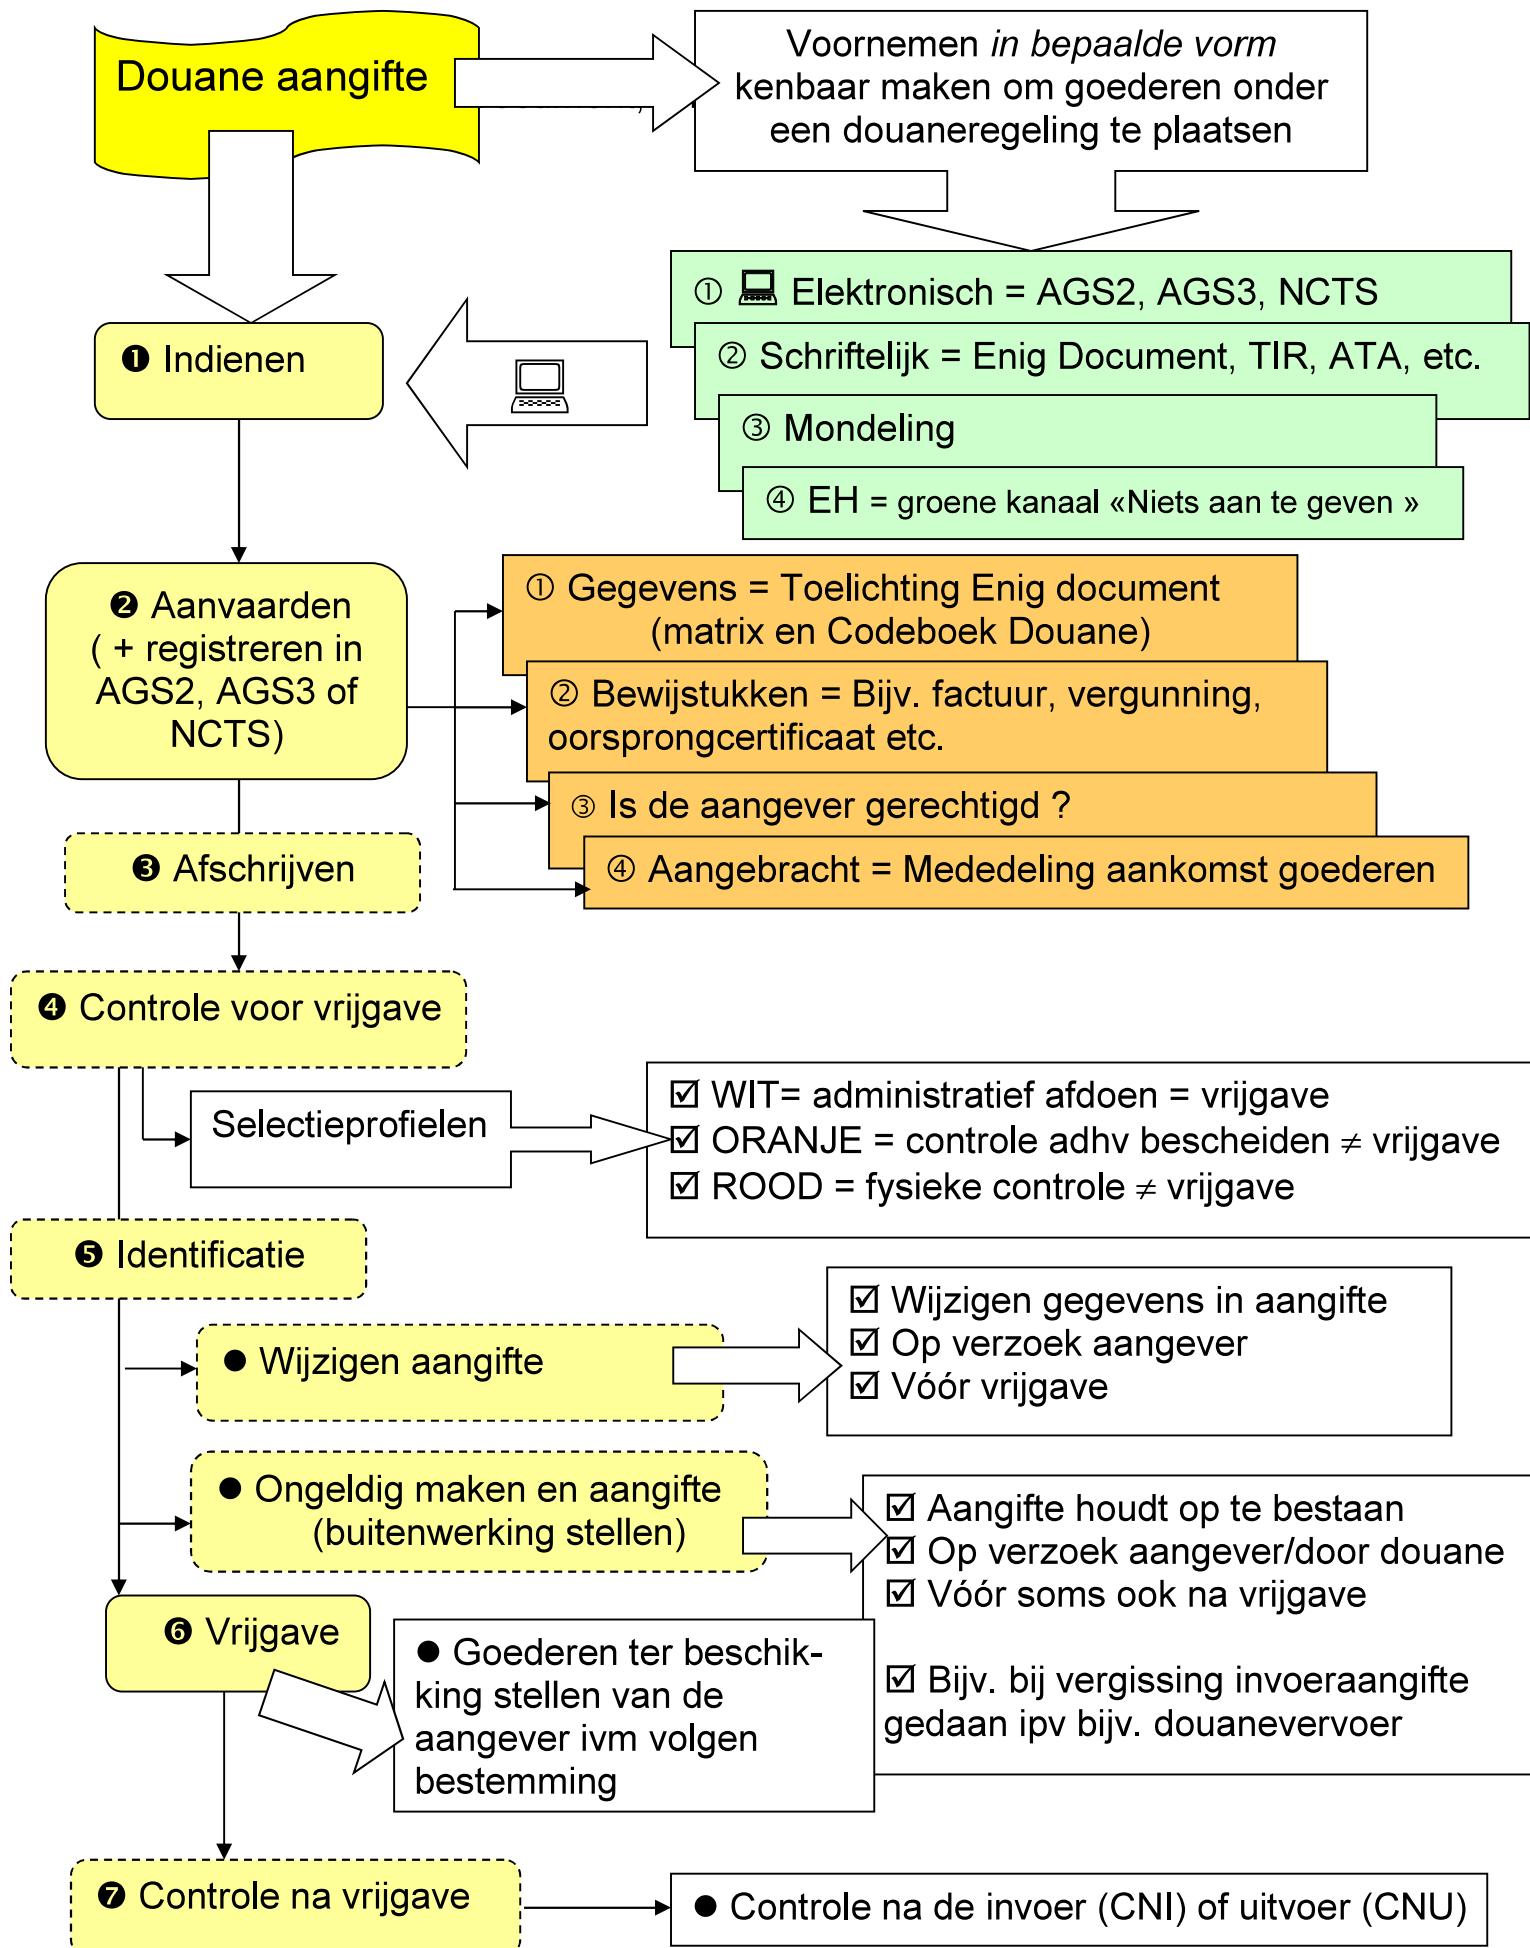 Douane aangifte
Voornemen in bepaalde vorm
kenbaar maken om goederen onder
een douaneregeling te plaatsen
① 💻 Elektronisch = AGS2, AGS3, NCTS
② Schriftelijk = Enig Document, TIR, ATA, etc.
③ Mondeling
④ EH = groene kanaal «Niets aan te geven »
❶ Indienen
❷ Aanvaarden
( + registreren in
AGS2, AGS3 of
NCTS)
① Gegevens = Toelichting Enig document
(matrix en Codeboek Douane)
② Bewijstukken = Bijv. factuur, vergunning,
oorsprongcertificaat etc.
③ Is de aangever gerechtigd ?
④ Aangebracht = Mededeling aankomst goederen
❸ Afschrijven
❹ Controle voor vrijgave
Selectieprofielen
☑ WIT= administratief afdoen = vrijgave
☑ ORANJE = controle adhv bescheiden ≠ vrijgave
☑ ROOD = fysieke controle ≠ vrijgave
❺ Identificatie
● Wijzigen aangifte
☑ Wijzigen gegevens in aangifte
☑ Op verzoek aangever
☑ Vóór vrijgave
● Ongeldig maken en aangifte
(buitenwerking stellen)
☑ Aangifte houdt op te bestaan
☑ Op verzoek aangever/door douane
☑ Vóór soms ook na vrijgave
☑ Bijv. bij vergissing invoeraangifte
gedaan ipv bijv. douanevervoer
❻ Vrijgave
● Goederen ter beschik-
king stellen van de
aangever ivm volgen
bestemming
❼ Controle na vrijgave
● Controle na de invoer (CNI) of uitvoer (CNU)